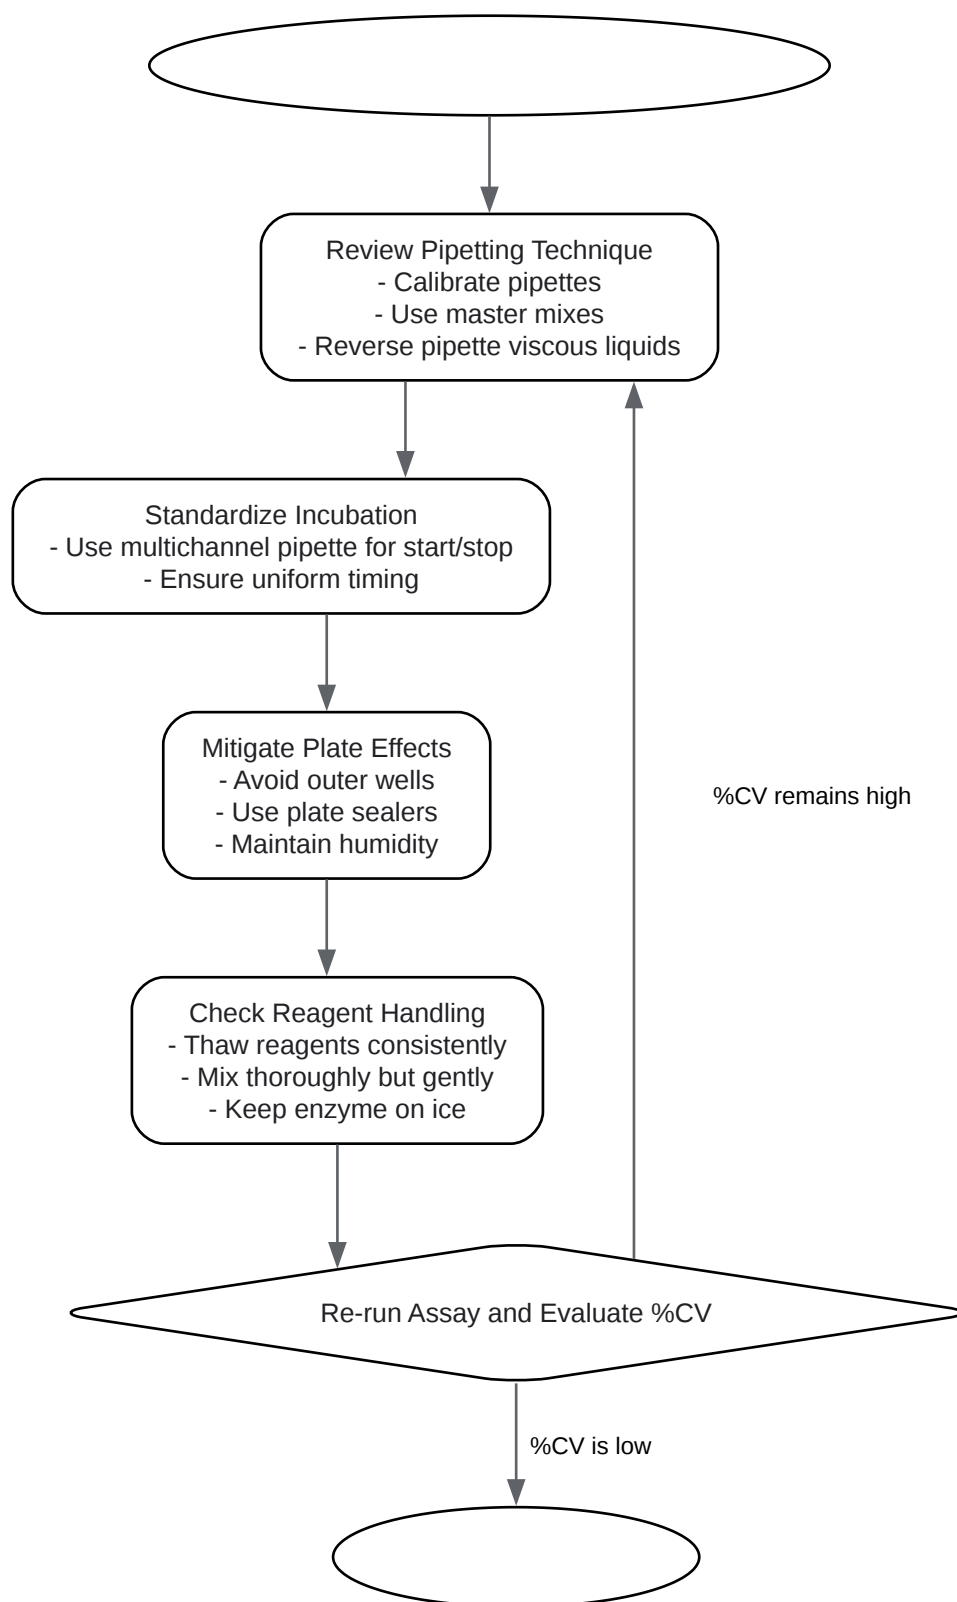 Review Pipetting Technique
- Calibrate pipettes
- Use master mixes
- Reverse pipette viscous liquids
Standardize Incubation
- Use multichannel pipette for start/stop
- Ensure uniform timing
Mitigate Plate Effects
- Avoid outer wells
- Use plate sealers
- Maintain humidity
%CV remains high
Check Reagent Handling
- Thaw reagents consistently
- Mix thoroughly but gently
- Keep enzyme on ice
Re-run Assay and Evaluate %CV
%CV is low